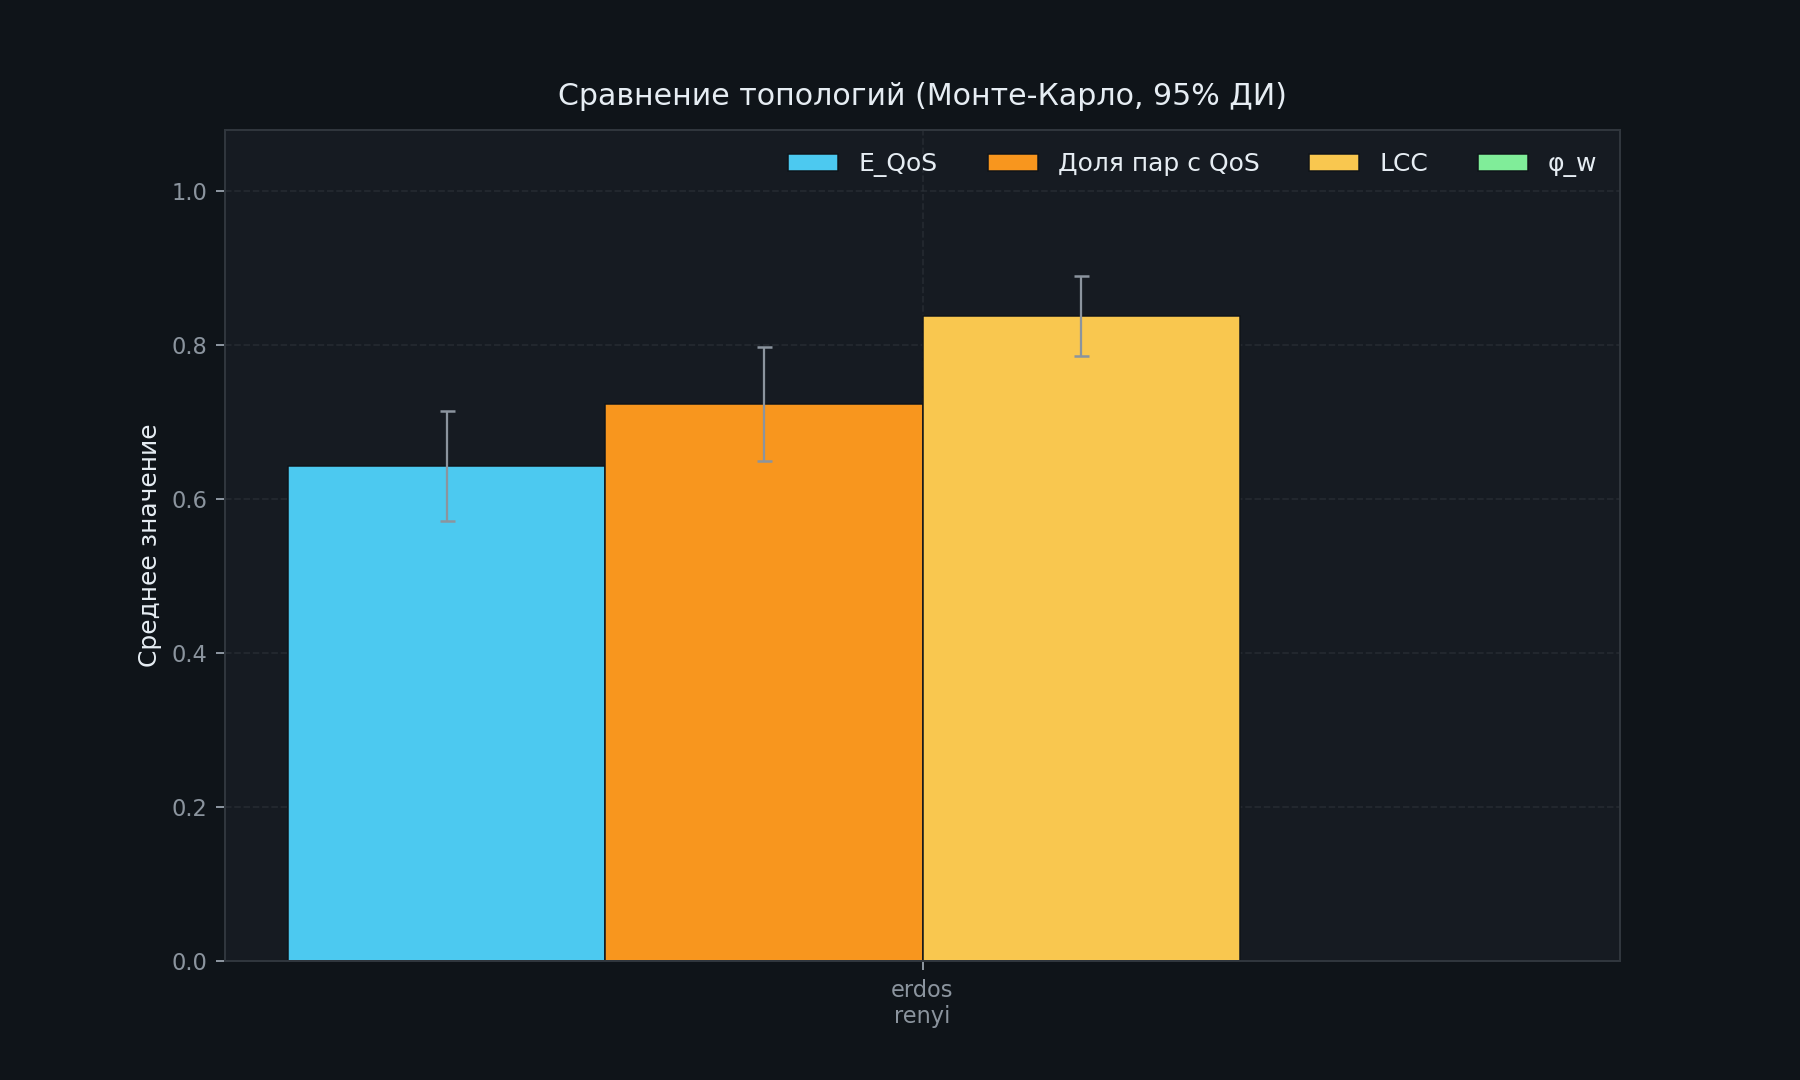 Сравнение топологий (Монте-Карло, 95% ДИ)
E_QoS
Доля пар с QoS
LCC
φ_w
Среднее значение
1.0
0.8
0.6
0.4
0.2
0.0
erdos
renyi